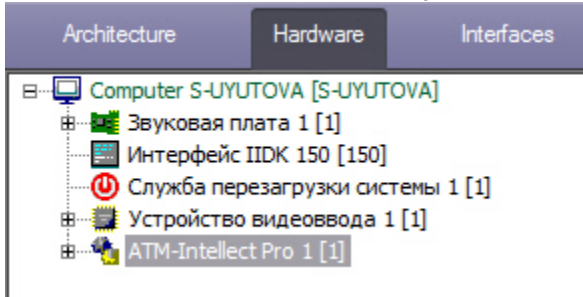 Architecture Hardware Interfaces
Computer S-UYUTOVA [S-UYUTOVA]
Звуковая плата 1 [1]
Интерфейс IIDK 150 [150]
Служба перезагрузки системы 1 [1]
Устройство видеоввода 1 [1]
ATM-Intellect Pro 1 [1]